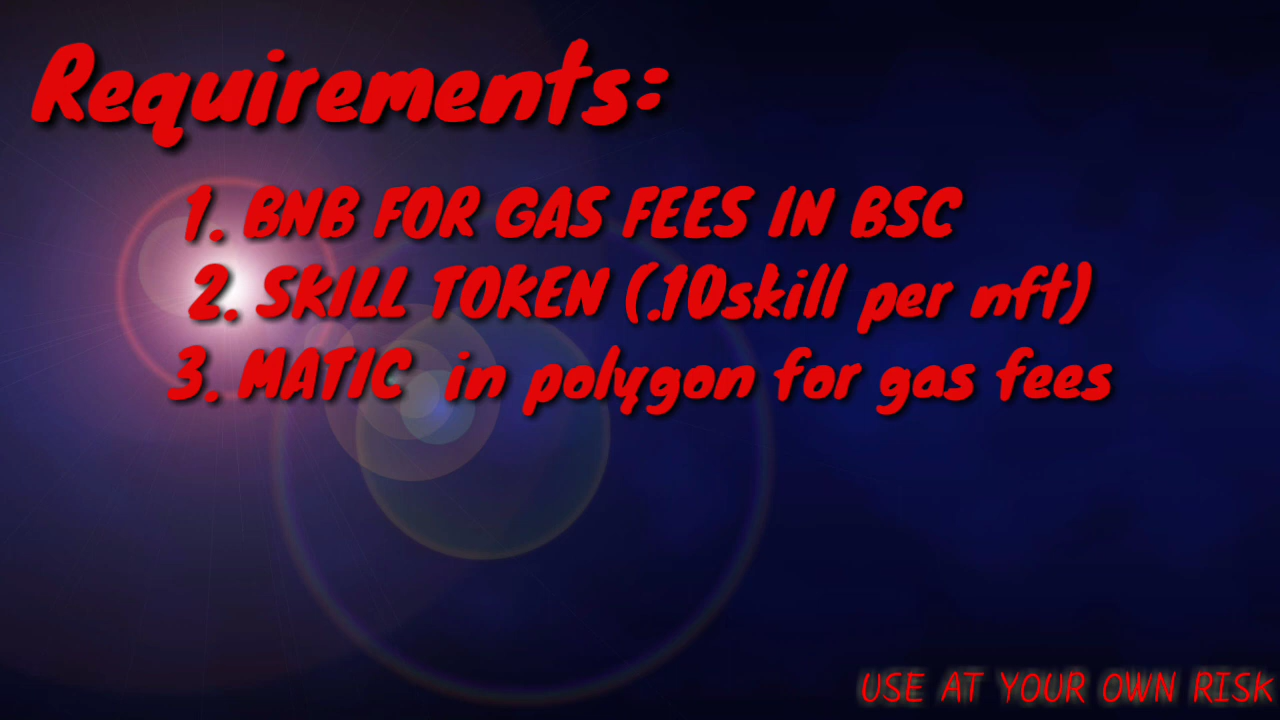 Requirements:
1. BNB FOR GAS FEES IN BSC
2. SKILL TOKEN (.10skill per nft)
3. MATIC in polygon for gas fees
USE AT YOUR OWN RISK